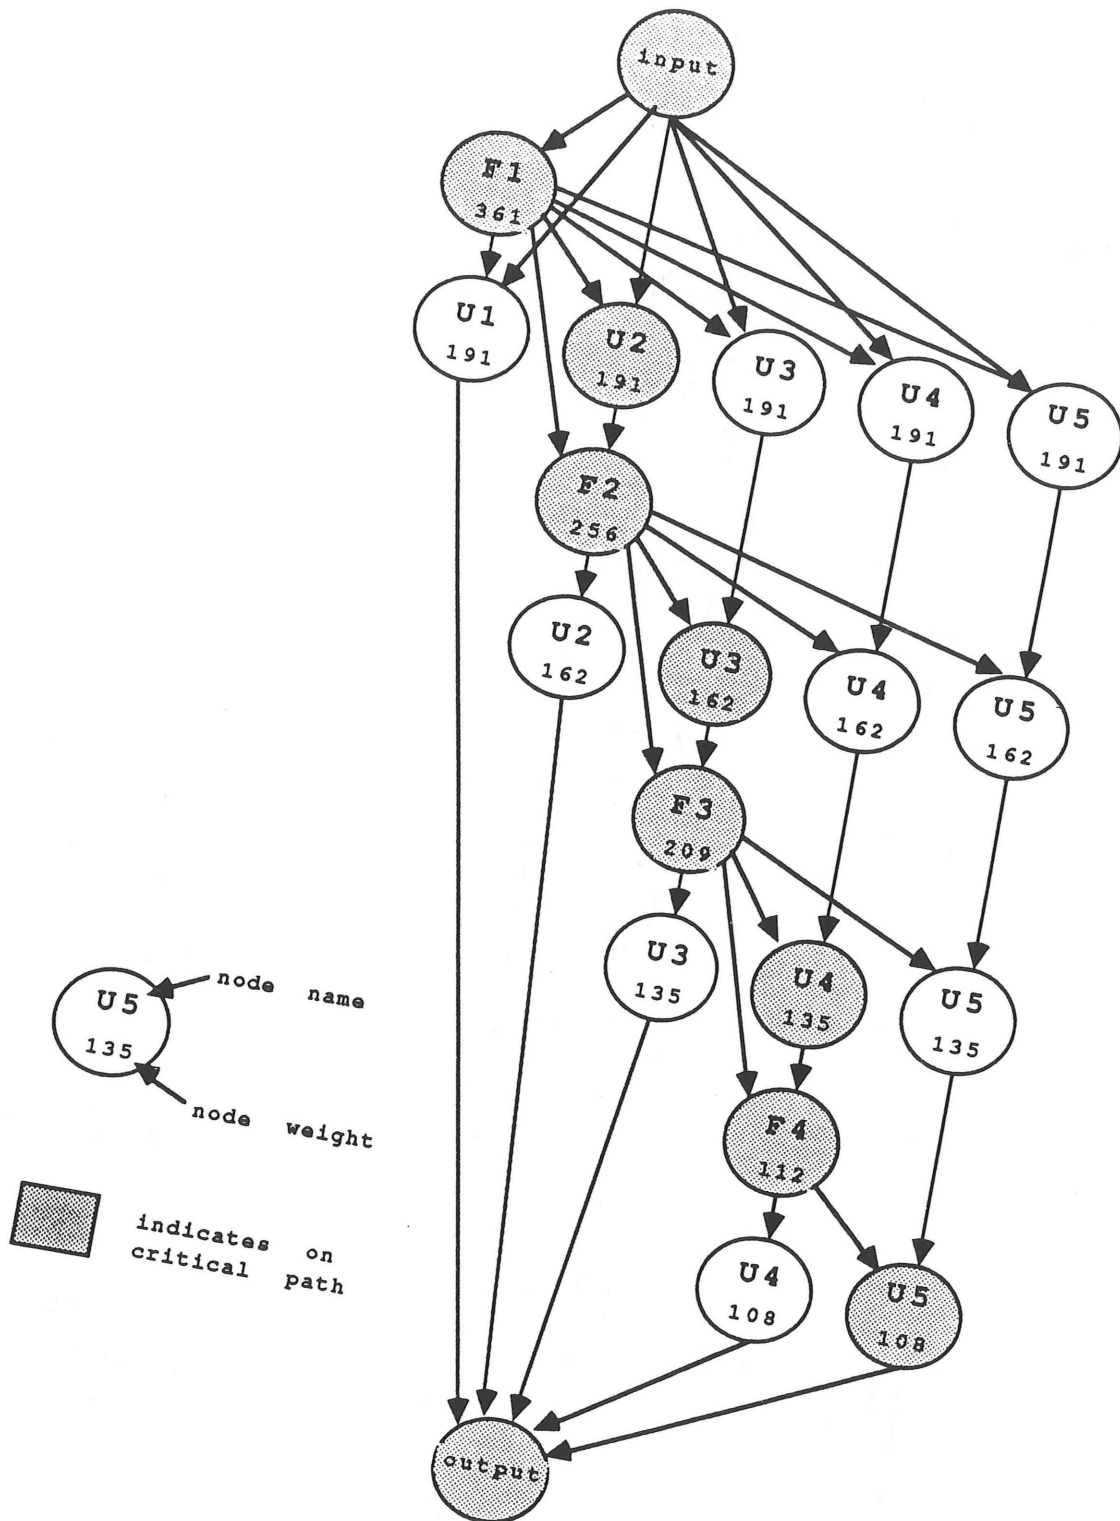 input
F1
361
U1
191
U2
191
U3
191
U4
191
U5
191
F2
256
U2
162
U3
162
U4
162
U5
162
F3
209
U3
135
U4
135
U5
135
U5
135
node name
node weight
F4
112
indicates on
critical path
U4
108
U5
108
output